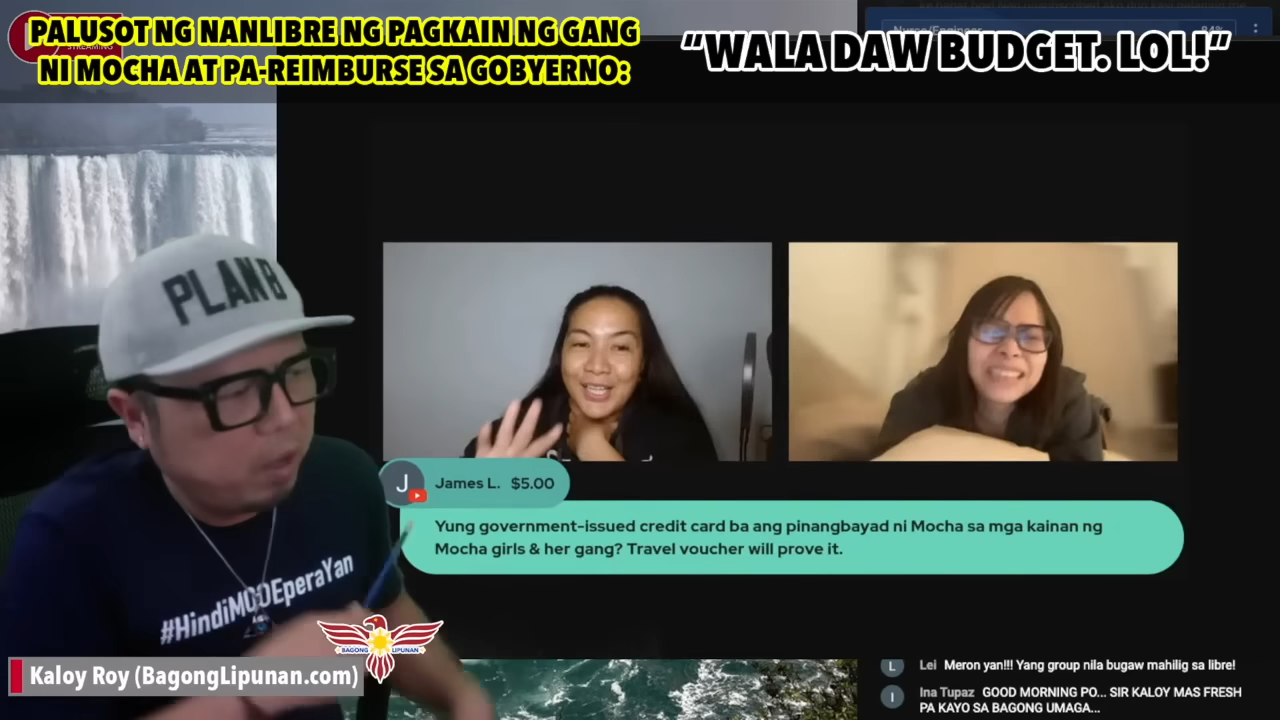 PALUSOT NG NANLIBRE NG PAGKAIN NG GANG
NI MOCHA AT PA-REIMBURSE SA GOBYERNO:
STREAMING
"WALA DAW BUDGET. LOL!"
Nurse/Engineer
84%
PLAN B
James L. $5.00
Yung government-issued credit card ba ang pinangbayad ni Mocha sa mga kainan ng
Mocha girls & her gang? Travel voucher will prove it.
#HindiMOOEperaYan
BAGONG LIPUNAN
Kaloy Roy (BagongLipunan.com)
Lei Meron yan!!! Yang group nila bugaw mahilig sa libre!
Ina Tupaz GOOD MORNING PO... SIR KALOY MAS FRESH
PA KAYO SA BAGONG UMAGA...